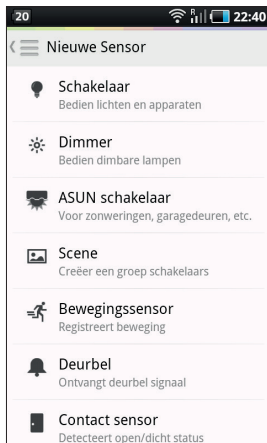 20
R
22:40
Nieuwe Sensor
Schakelaar
Bedien lichten en apparaten
Dimmer
Bedien dimbare lampen
ASUN schakelaar
Voor zonweringen, garagedeuren, etc.
Scene
Creëer een groep schakelaars
Bewegingssensor
Registreert beweging
Deurbel
Ontvangt deurbel signaal
Contact sensor
Detecteert open/dicht status